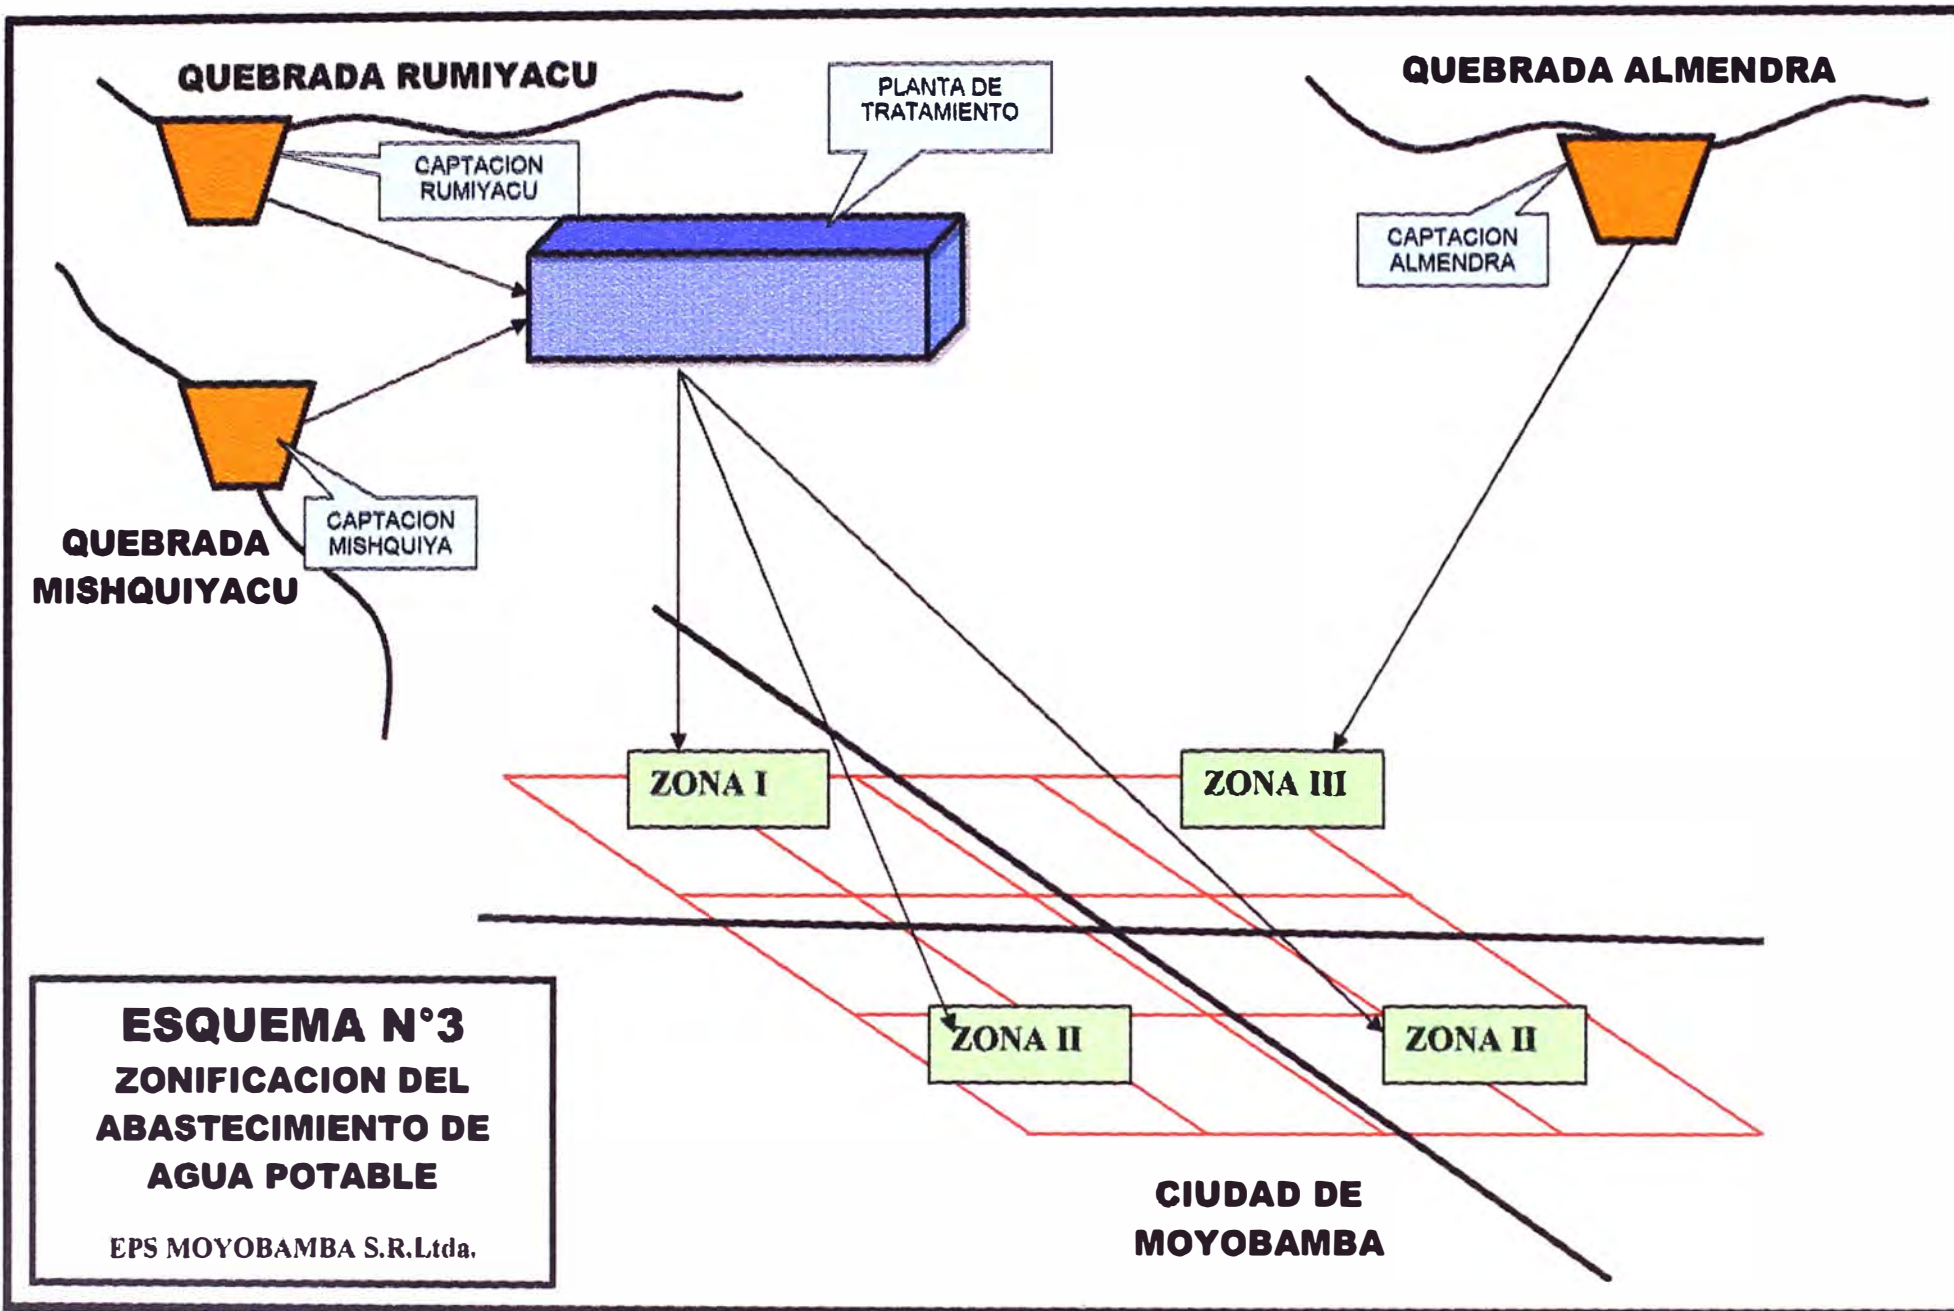 QUEBRADA RUMIYACU
PLANTA DE
TRATAMIENTO
QUEBRADA ALMENDRA
CAPTACION
RUMIYACU
CAPTACION
ALMENDRA
CAPTACION
MISHQUIYA
QUEBRADA
MISHQUIYACU
ZONA I
ZONA III
ZONA II
ZONA II
ESQUEMA N°3
ZONIFICACION DEL
ABASTECIMIENTO DE
AGUA POTABLE
EPS MOYOBAMBA S.R.Ltda.
CIUDAD DE
MOYOBAMBA